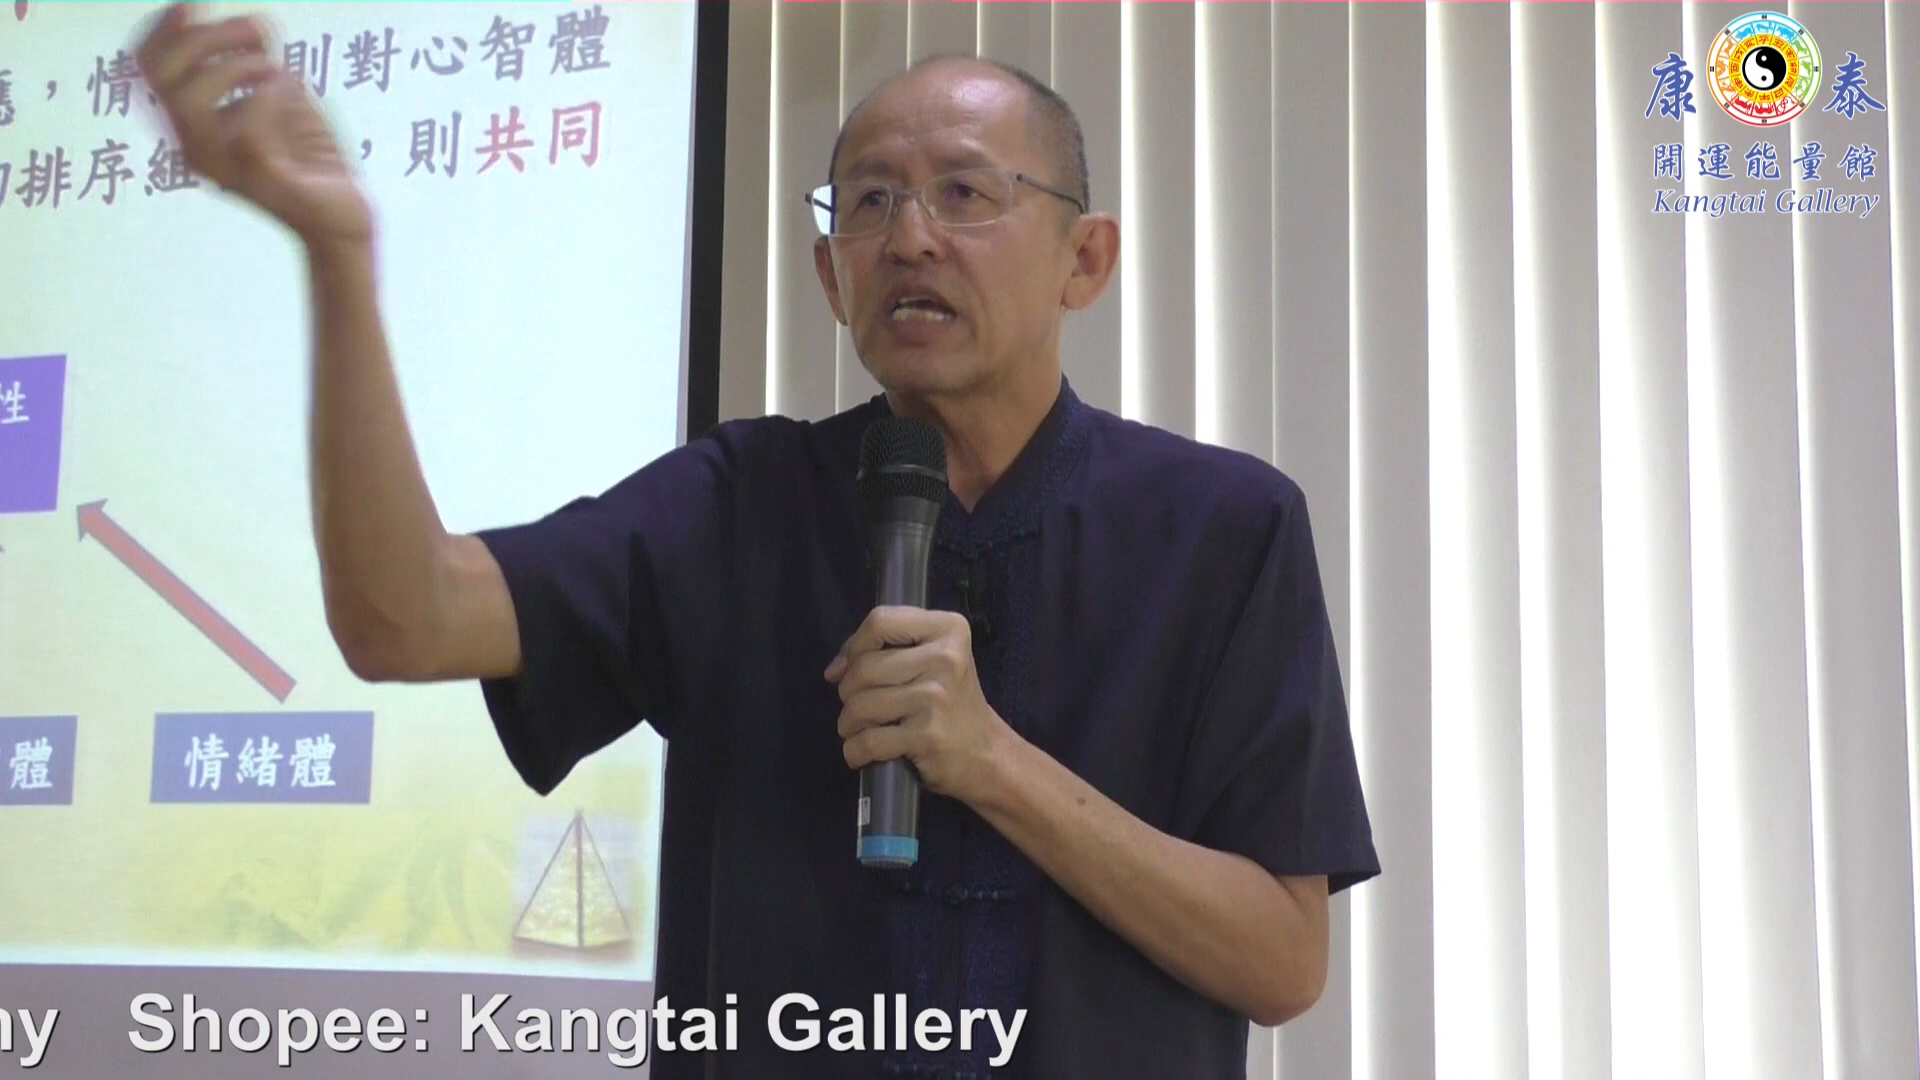 應，情 則對心智體
排序組 ，則共同
性
體
情緒體
康 泰
開運能量館
Kangtai Gallery
ny Shopee: Kangtai Gallery